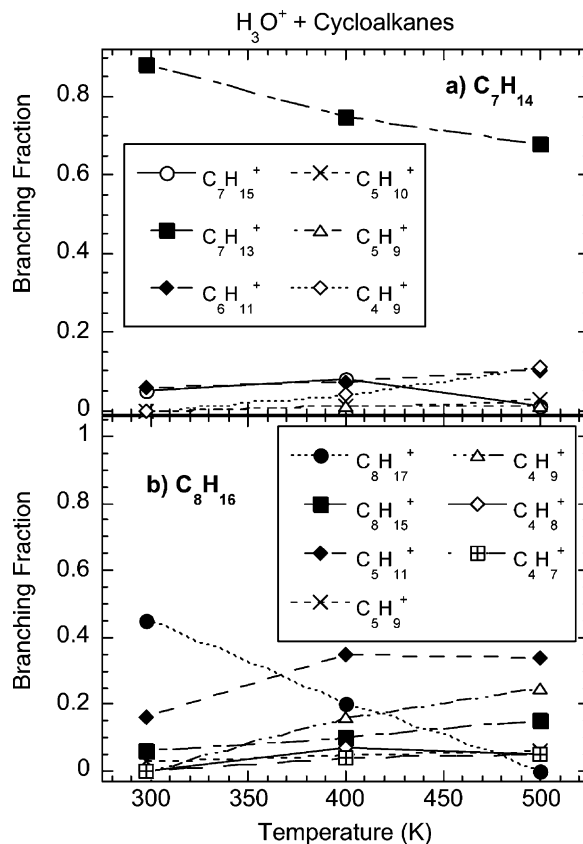 H3O+ + Cycloalkanes
a) C7H14
Branching Fraction
0.8
0.6
0.4
0.2
0
C7H15+
C7H13+
C6H11+
C5H10+
C5H9+
C4H9+
b) C8H16
Branching Fraction
1
0.8
0.6
0.4
0.2
0
C8H17+
C8H15+
C5H11+
C5H9+
C4H9+
C4H8+
C4H7+
300 350 400 450 500
Temperature (K)